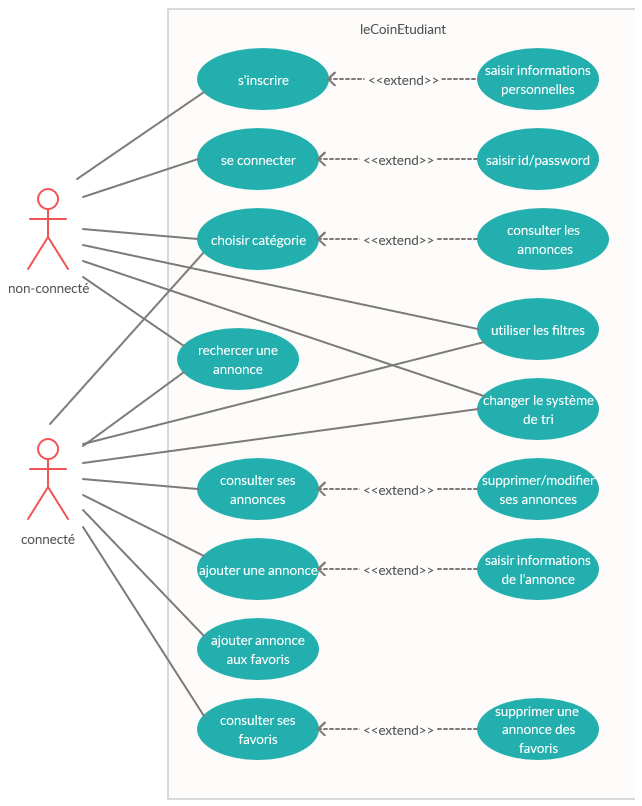 leCoinEtudiant
s'inscrire
<<extend>>
saisir informations
personnelles
se connecter
<<extend>>
saisir id/password
choisir catégorie
<<extend>>
consulter les
annonces
non-connecté
utiliser les filtres
rechercer une
annonce
changer le système
de tri
connecté
consulter ses
annonces
<<extend>>
supprimer/modifier
ses annonces
ajouter une annonce
<<extend>>
saisir informations
de l'annonce
ajouter annonce
aux favoris
consulter ses
favoris
<<extend>>
supprimer une
annonce des
favoris